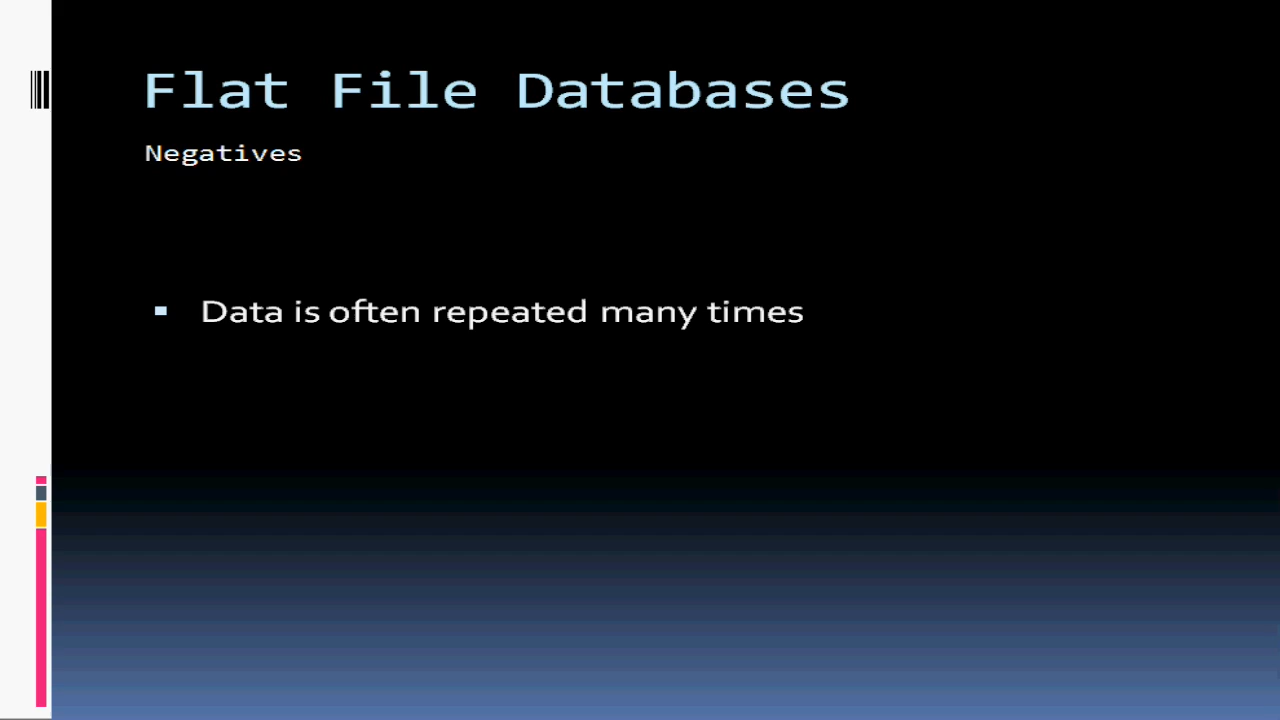 Flat File Databases
Negatives
Data is often repeated many times